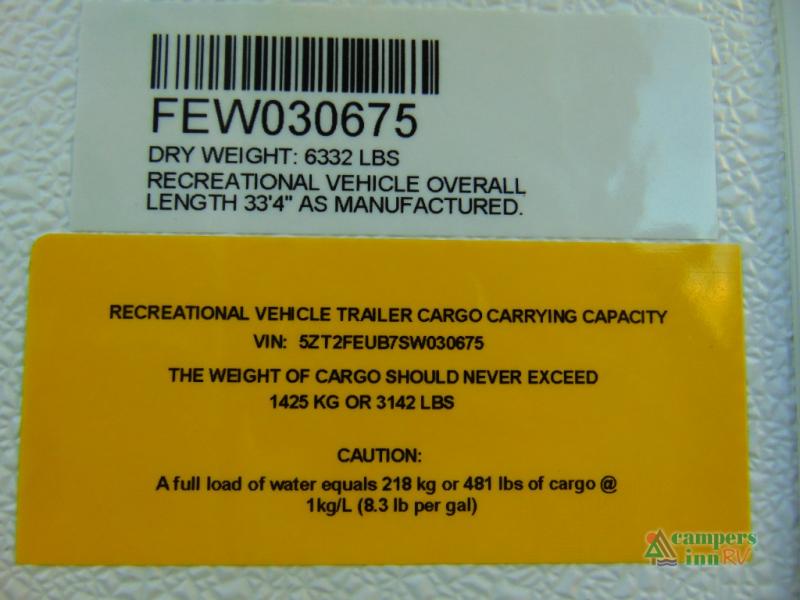 FEW030675
DRY WEIGHT: 6332 LBS
RECREATIONAL VEHICLE OVERALL
LENGTH 33'4" AS MANUFACTURED.
RECREATIONAL VEHICLE TRAILER CARGO CARRYING CAPACITY
VIN: 5ZT2FEUB7SW030675
THE WEIGHT OF CARGO SHOULD NEVER EXCEED
1425 KG OR 3142 LBS
CAUTION:
A full load of water equals 218 kg or 481 lbs of cargo @
1kg/L (8.3 lb per gal)
campers
inn RV